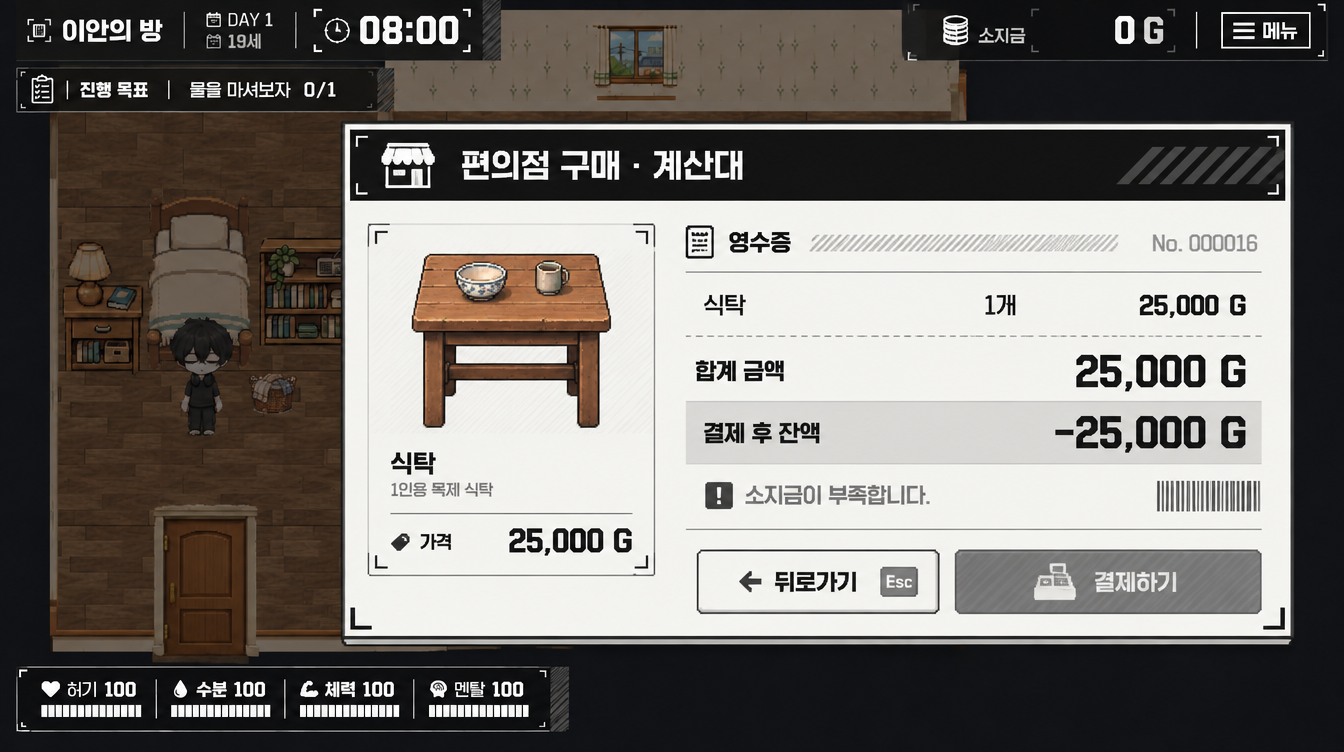 이안의 방
DAY 1
19세
08:00
소지금
0 G
메뉴
진행 목표
물을 마셔보자 0/1
편의점 구매 · 계산대
식탁
1인용 목제 식탁
가격
25,000 G
영수증
No. 000016
식탁 1개 25,000 G
합계 금액 25,000 G
결제 후 잔액 -25,000 G
! 소지금이 부족합니다.
뒤로가기 Esc
결제하기
허기 100
수분 100
체력 100
멘탈 100